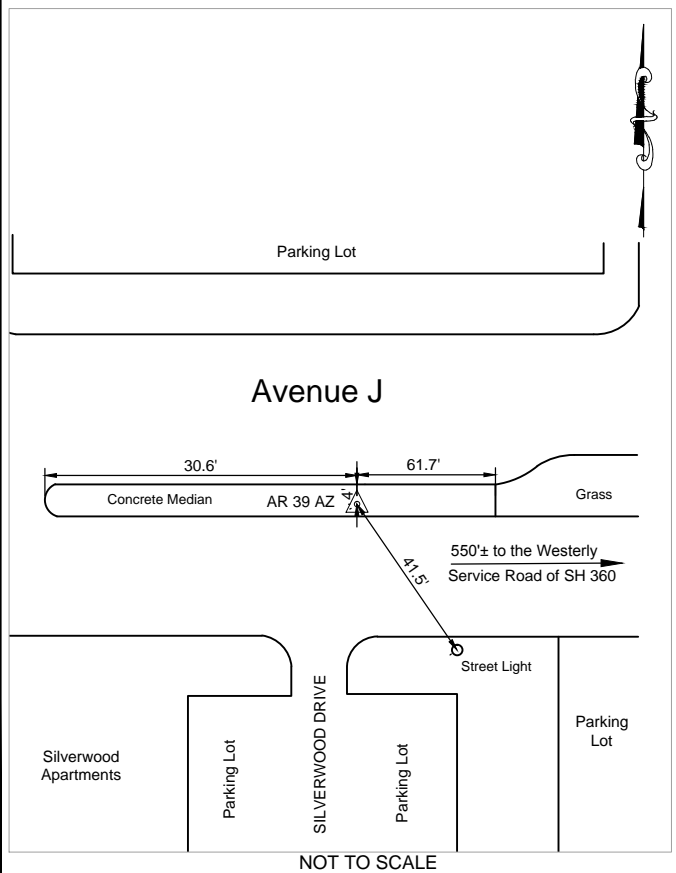 Parking Lot
Avenue J
30.6'
61.7'
Concrete Median
AR 39 AZ
Grass
550'± to the Westerly
Service Road of SH 360
41.5'
Street Light
SILVERWOOD DRIVE
Silverwood
Apartments
Parking Lot
Parking Lot
Parking
Lot
NOT TO SCALE